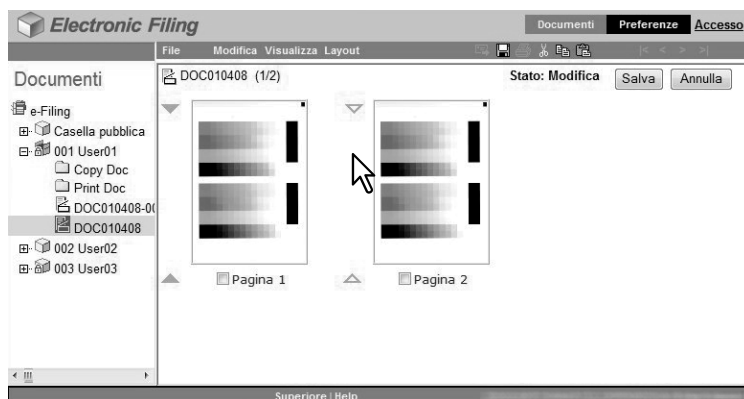 Electronic Filing
Documenti Preferenze Accesso
File Modifica Visualizza Layout
Documenti
DOC010408 (1/2)
Stato: Modifica Salva Annulla
e-Filing
Casella pubblica
001 User01
Copy Doc
Print Doc
DOC010408-00
DOC010408
002 User02
003 User03
Pagina 1 Pagina 2
Superiore | Help